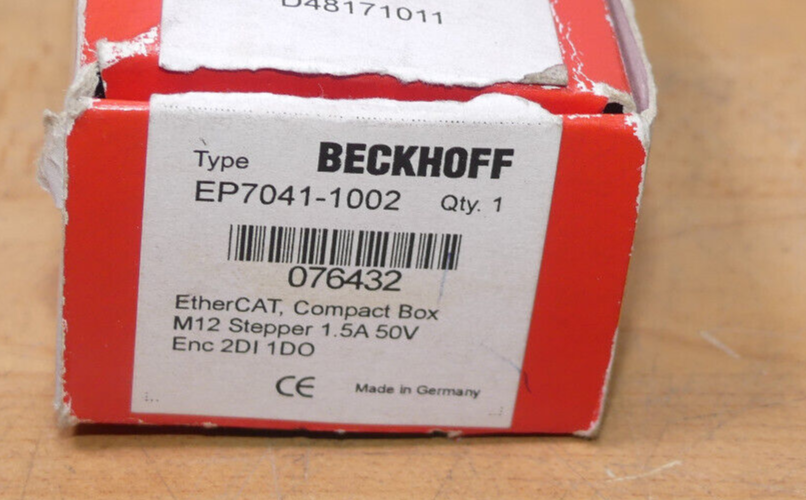 D48171011
Type BECKHOFF
EP7041-1002 Qty. 1
076432
EtherCAT, Compact Box
M12 Stepper 1.5A 50V
Enc 2DI 1DO
CE Made in Germany